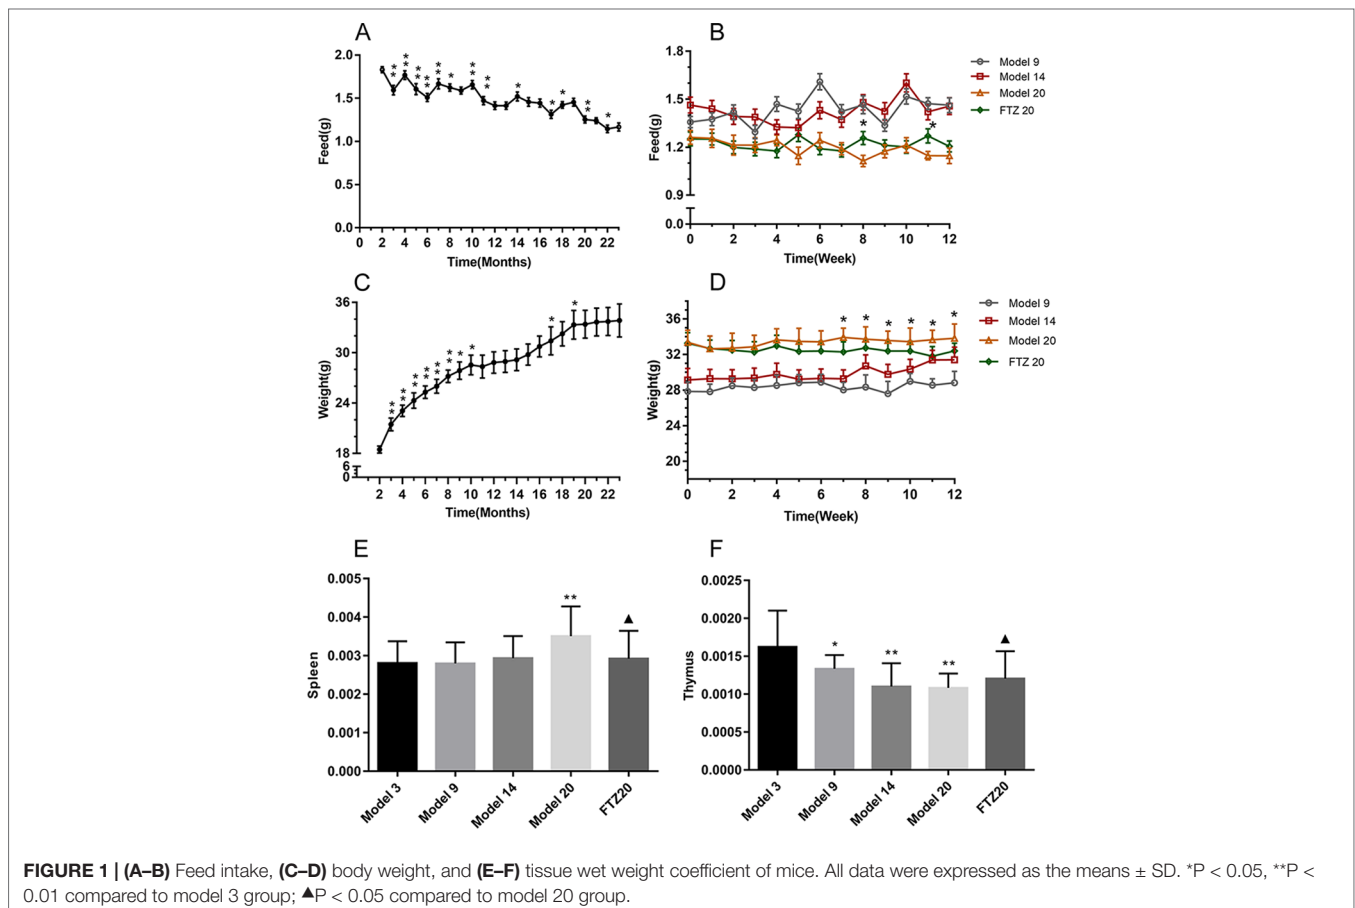 A
2.0
1.5
1.0
0.5
0.0
Feed(g)
0 2 4 6 8 10 12 14 16 18 20 22
Time(Months)
** ** ** ** ** * ** ** * * * ** *
B
1.8
1.5
1.2
0.9
0.0
Feed(g)
0 2 4 6 8 10 12
Time(Week)
* *
Model 9
Model 14
Model 20
FTZ 20
C
36
30
24
18
6
0
Weight(g)
2 4 6 8 10 12 14 16 18 20 22
Time(Months)
** ** ** ** ** ** * * * *
D
36
32
28
24
20
Weight(g)
0 2 4 6 8 10 12
Time(Week)
* * * * * *
Model 9
Model 14
Model 20
FTZ 20
E
0.005
0.004
0.003
0.002
0.001
0.000
Spleen
** ▲
Model 3 Model 9 Model 14 Model 20 FTZ20
F
0.0025
0.0020
0.0015
0.0010
0.0005
0.0000
Thymus
* ** ** ▲
Model 3 Model 9 Model 14 Model 20 FTZ20
FIGURE 1 | (A–B) Feed intake, (C–D) body weight, and (E–F) tissue wet weight coefficient of mice. All data were expressed as the means ± SD. *P < 0.05, **P <
0.01 compared to model 3 group; ▲P < 0.05 compared to model 20 group.